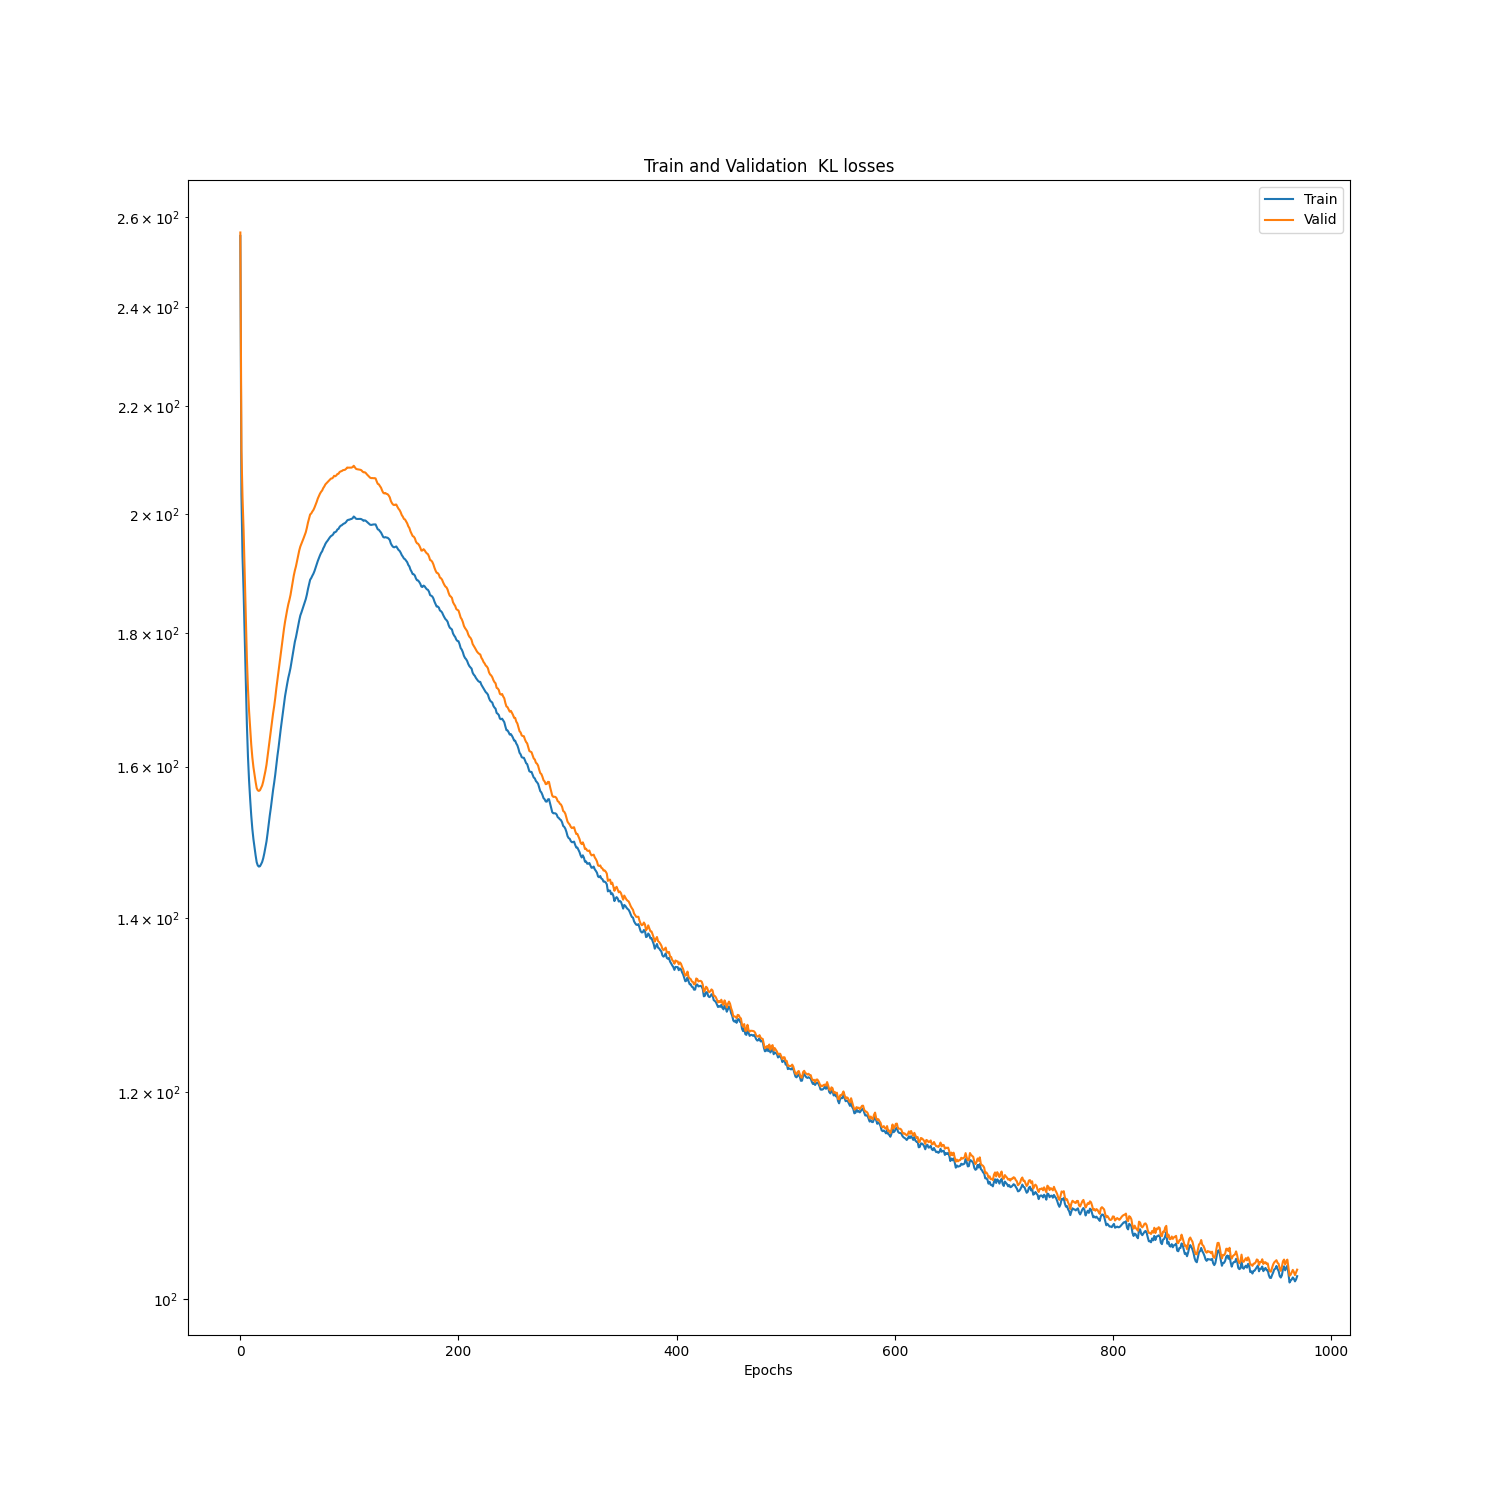 Train and Validation  KL losses
Train
Valid
2.6 × 10²
2.4 × 10²
2.2 × 10²
2 × 10²
1.8 × 10²
1.6 × 10²
1.4 × 10²
1.2 × 10²
10²
0 200 400 600 800 1000
Epochs